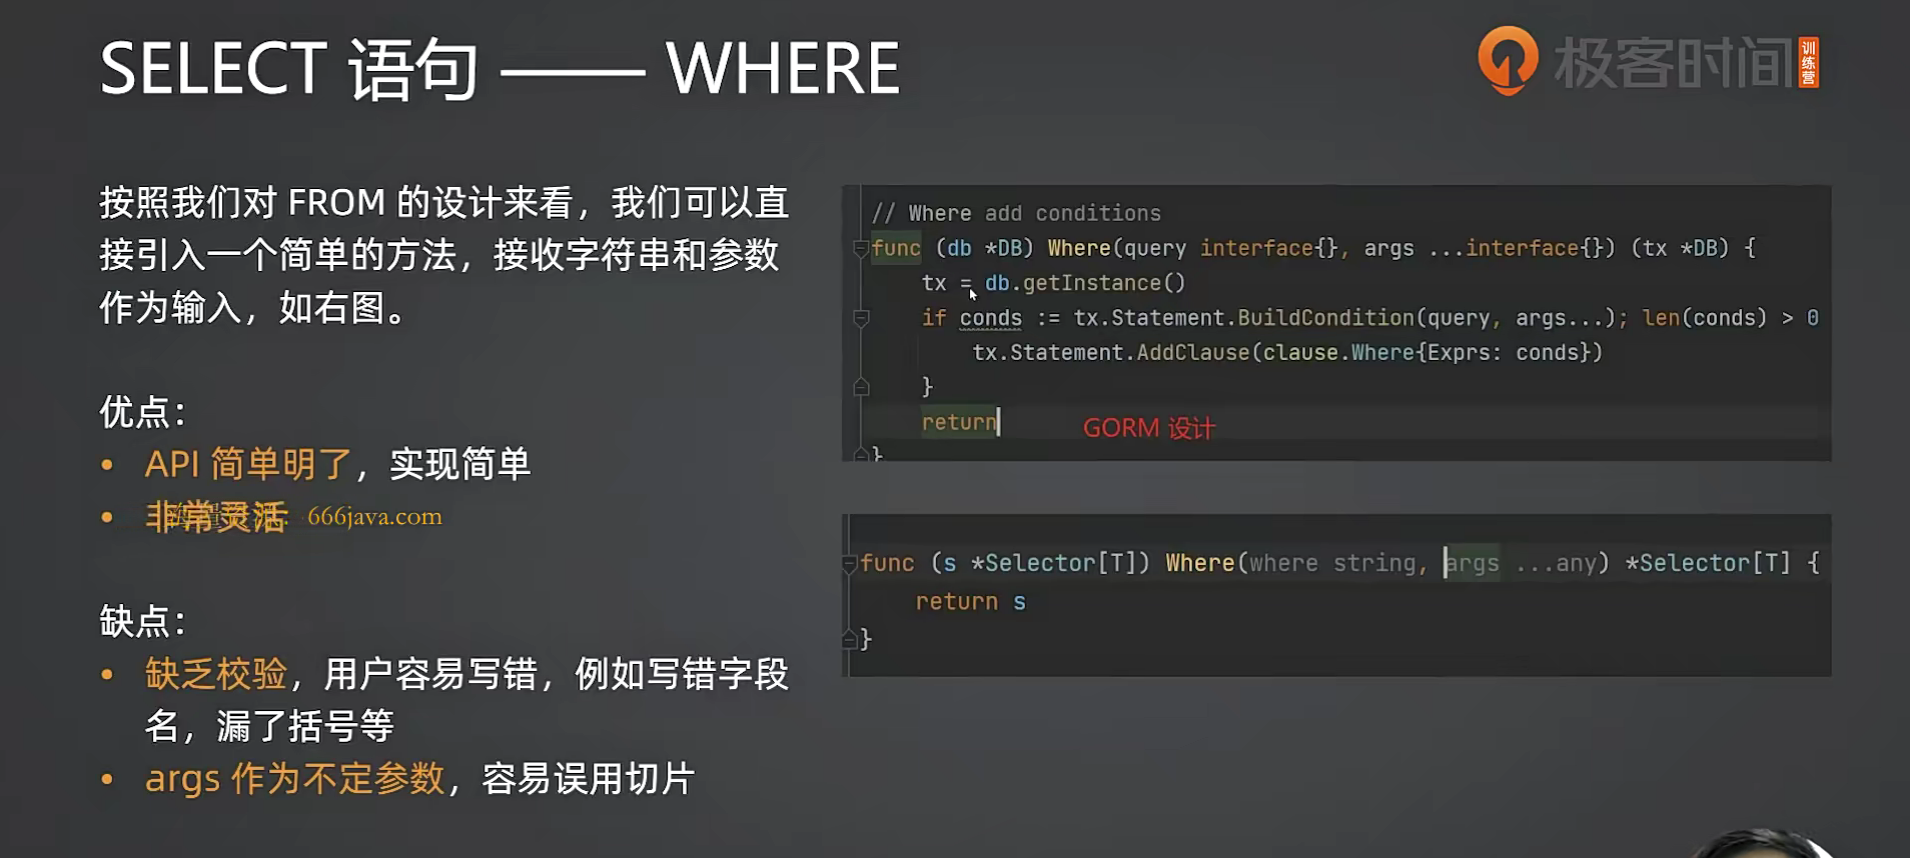 SELECT 语句 —— WHERE
极客时间
训练营
按照我们对 FROM 的设计来看，我们可以直
接引入一个简单的方法，接收字符串和参数
作为输入，如右图。
优点：
• API 简单明了，实现简单
• 非常灵活
666java.com
缺点：
• 缺乏校验，用户容易写错，例如写错字段
名，漏了括号等
• args 作为不定参数，容易误用切片
// Where add conditions
func (db *DB) Where(query interface{}, args ...interface{}) (tx *DB) {
tx = db.getInstance()
if conds := tx.Statement.BuildCondition(query, args...); len(conds) > 0
tx.Statement.AddClause(clause.Where{Exprs: conds})
}
return
GORM 设计
}
func (s *Selector[T]) Where(where string, args ...any) *Selector[T] {
return s
}